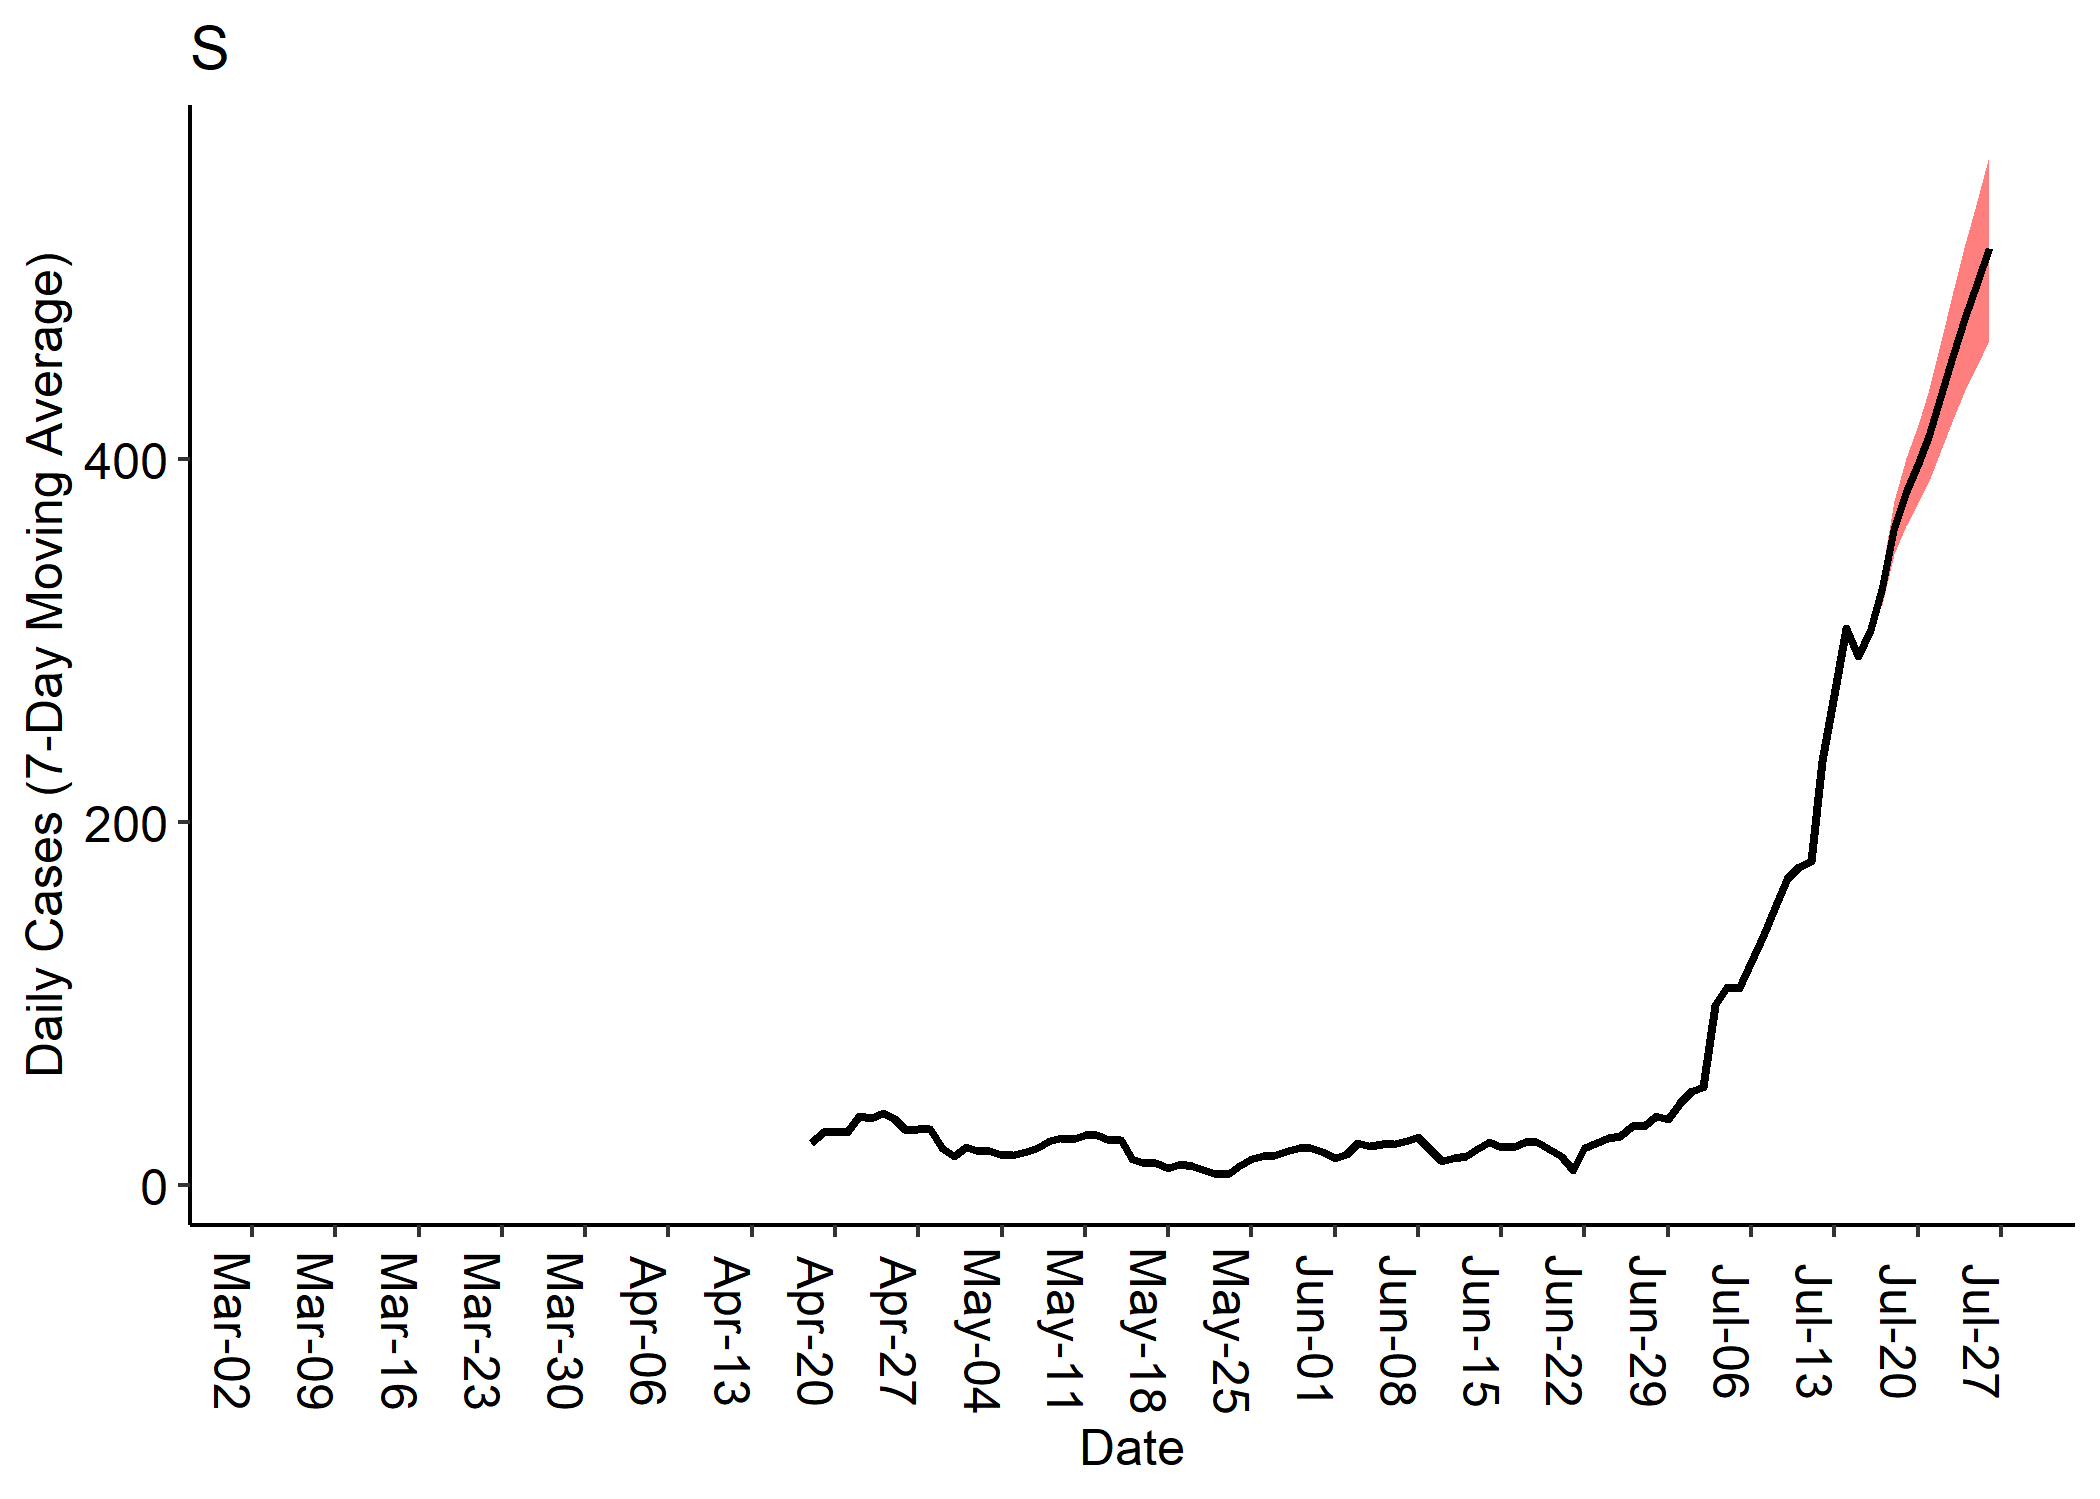 S
Daily Cases (7-Day Moving Average)
400
200
0
Mar-02
Mar-09
Mar-16
Mar-23
Mar-30
Apr-06
Apr-13
Apr-20
Apr-27
May-04
May-11
May-18
May-25
Jun-01
Jun-08
Jun-15
Jun-22
Jun-29
Jul-06
Jul-13
Jul-20
Jul-27
Date